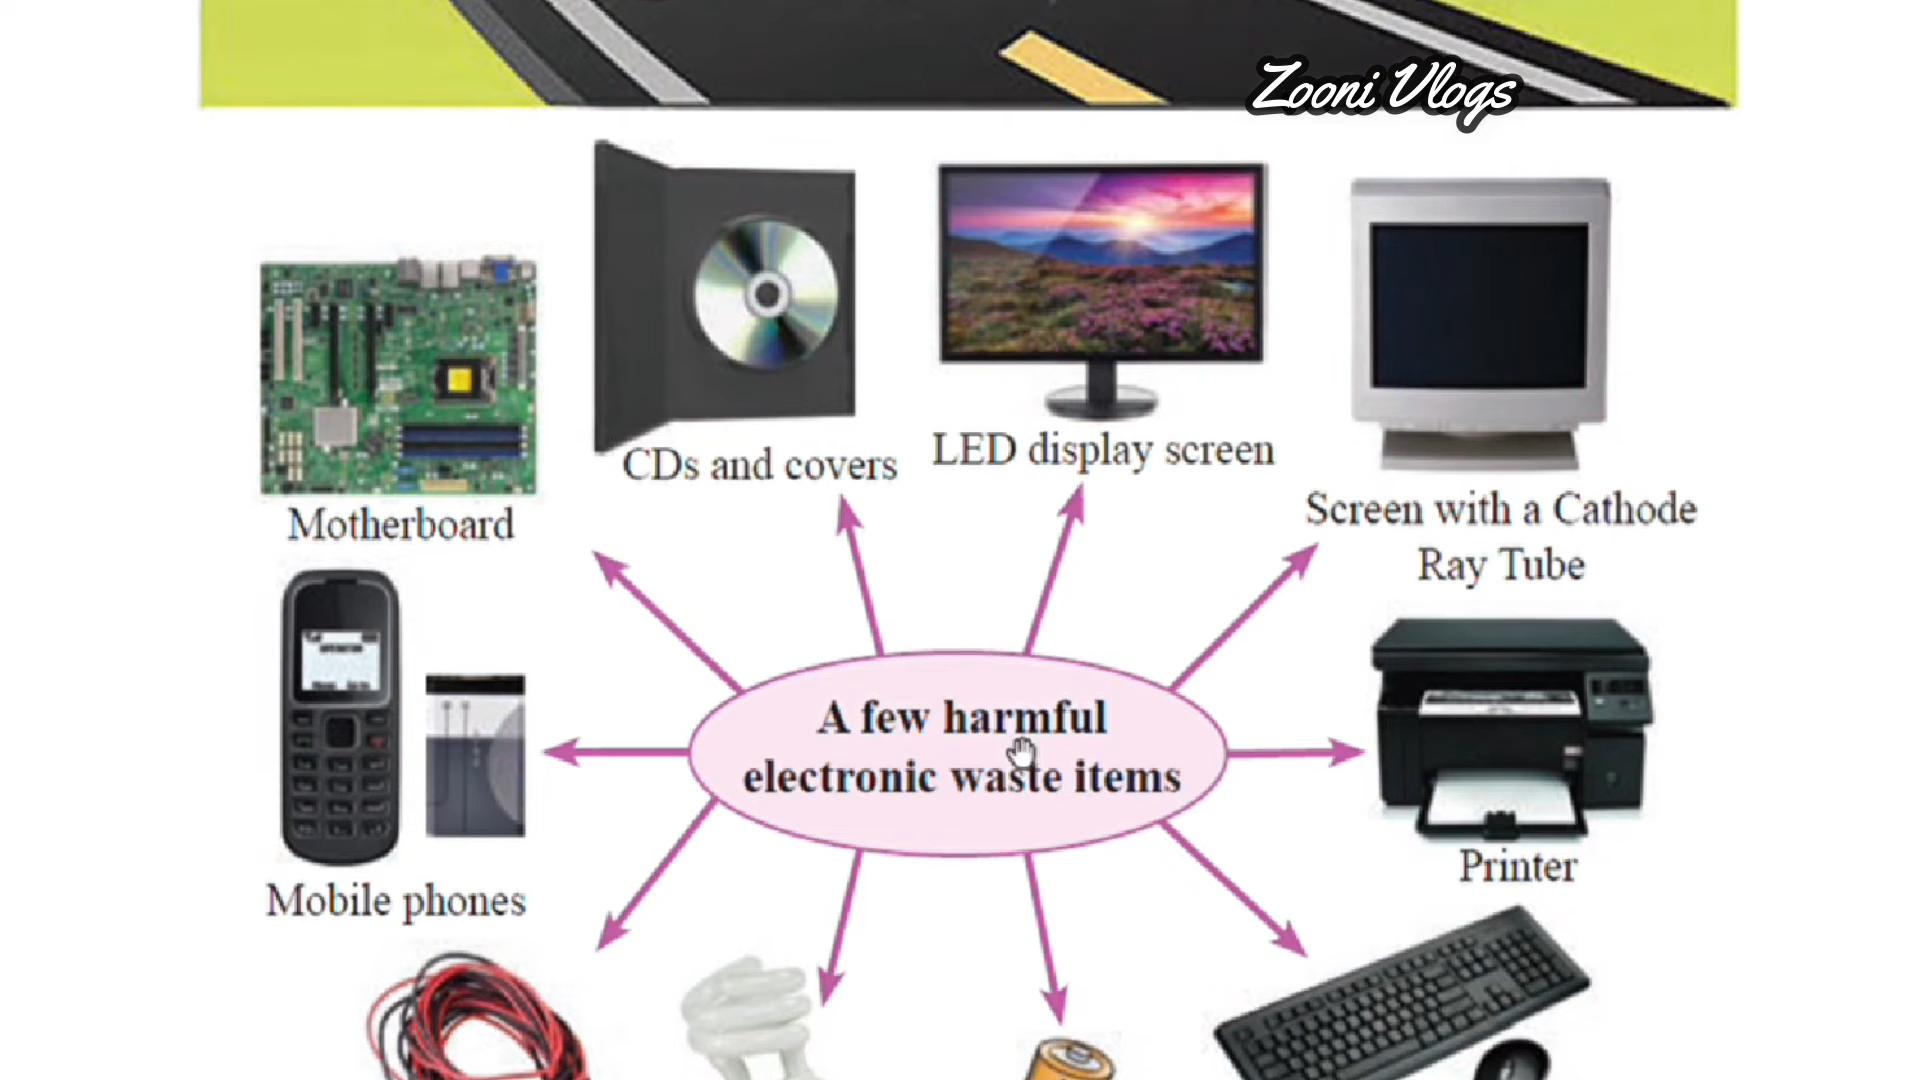 Zooni Vlogs
CDs and covers
LED display screen
Motherboard
Screen with a Cathode
Ray Tube
A few harmful
electronic waste items
Printer
Mobile phones